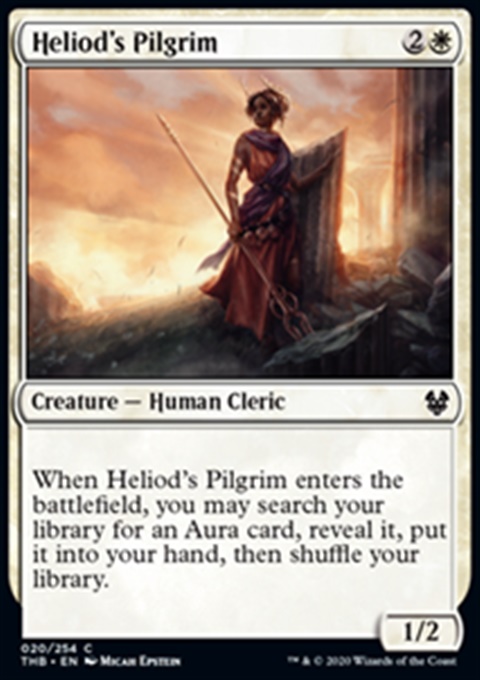 Heliod's Pilgrim 2
Creature — Human Cleric
When Heliod's Pilgrim enters the
battlefield, you may search your
library for an Aura card, reveal it, put
it into your hand, then shuffle your
library.
1/2
020/254 C
THB • EN Micah Epstein
™ & © 2020 Wizards of the Coast